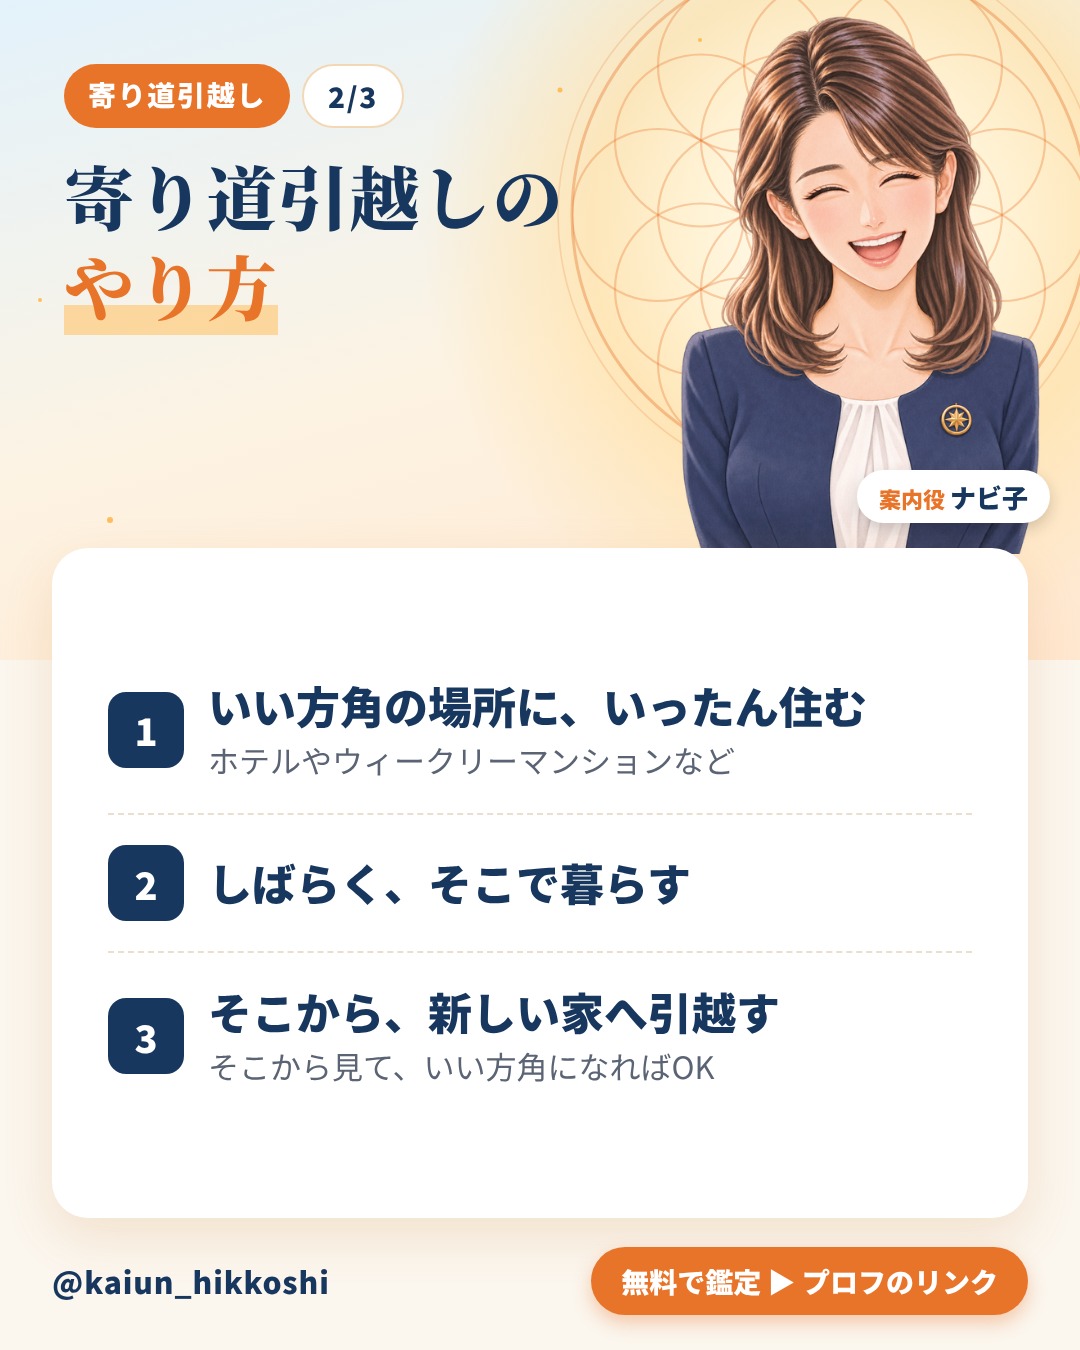 寄り道引越し
2/3
寄り道引越しの
やり方
案内役 ナビ子
1
いい方角の場所に、いったん住む
ホテルやウィークリーマンションなど
2
しばらく、そこで暮らす
3
そこから、新しい家へ引越す
そこから見て、いい方角になればOK
@kaiun_hikkoshi
無料で鑑定 ▶ プロフのリンク